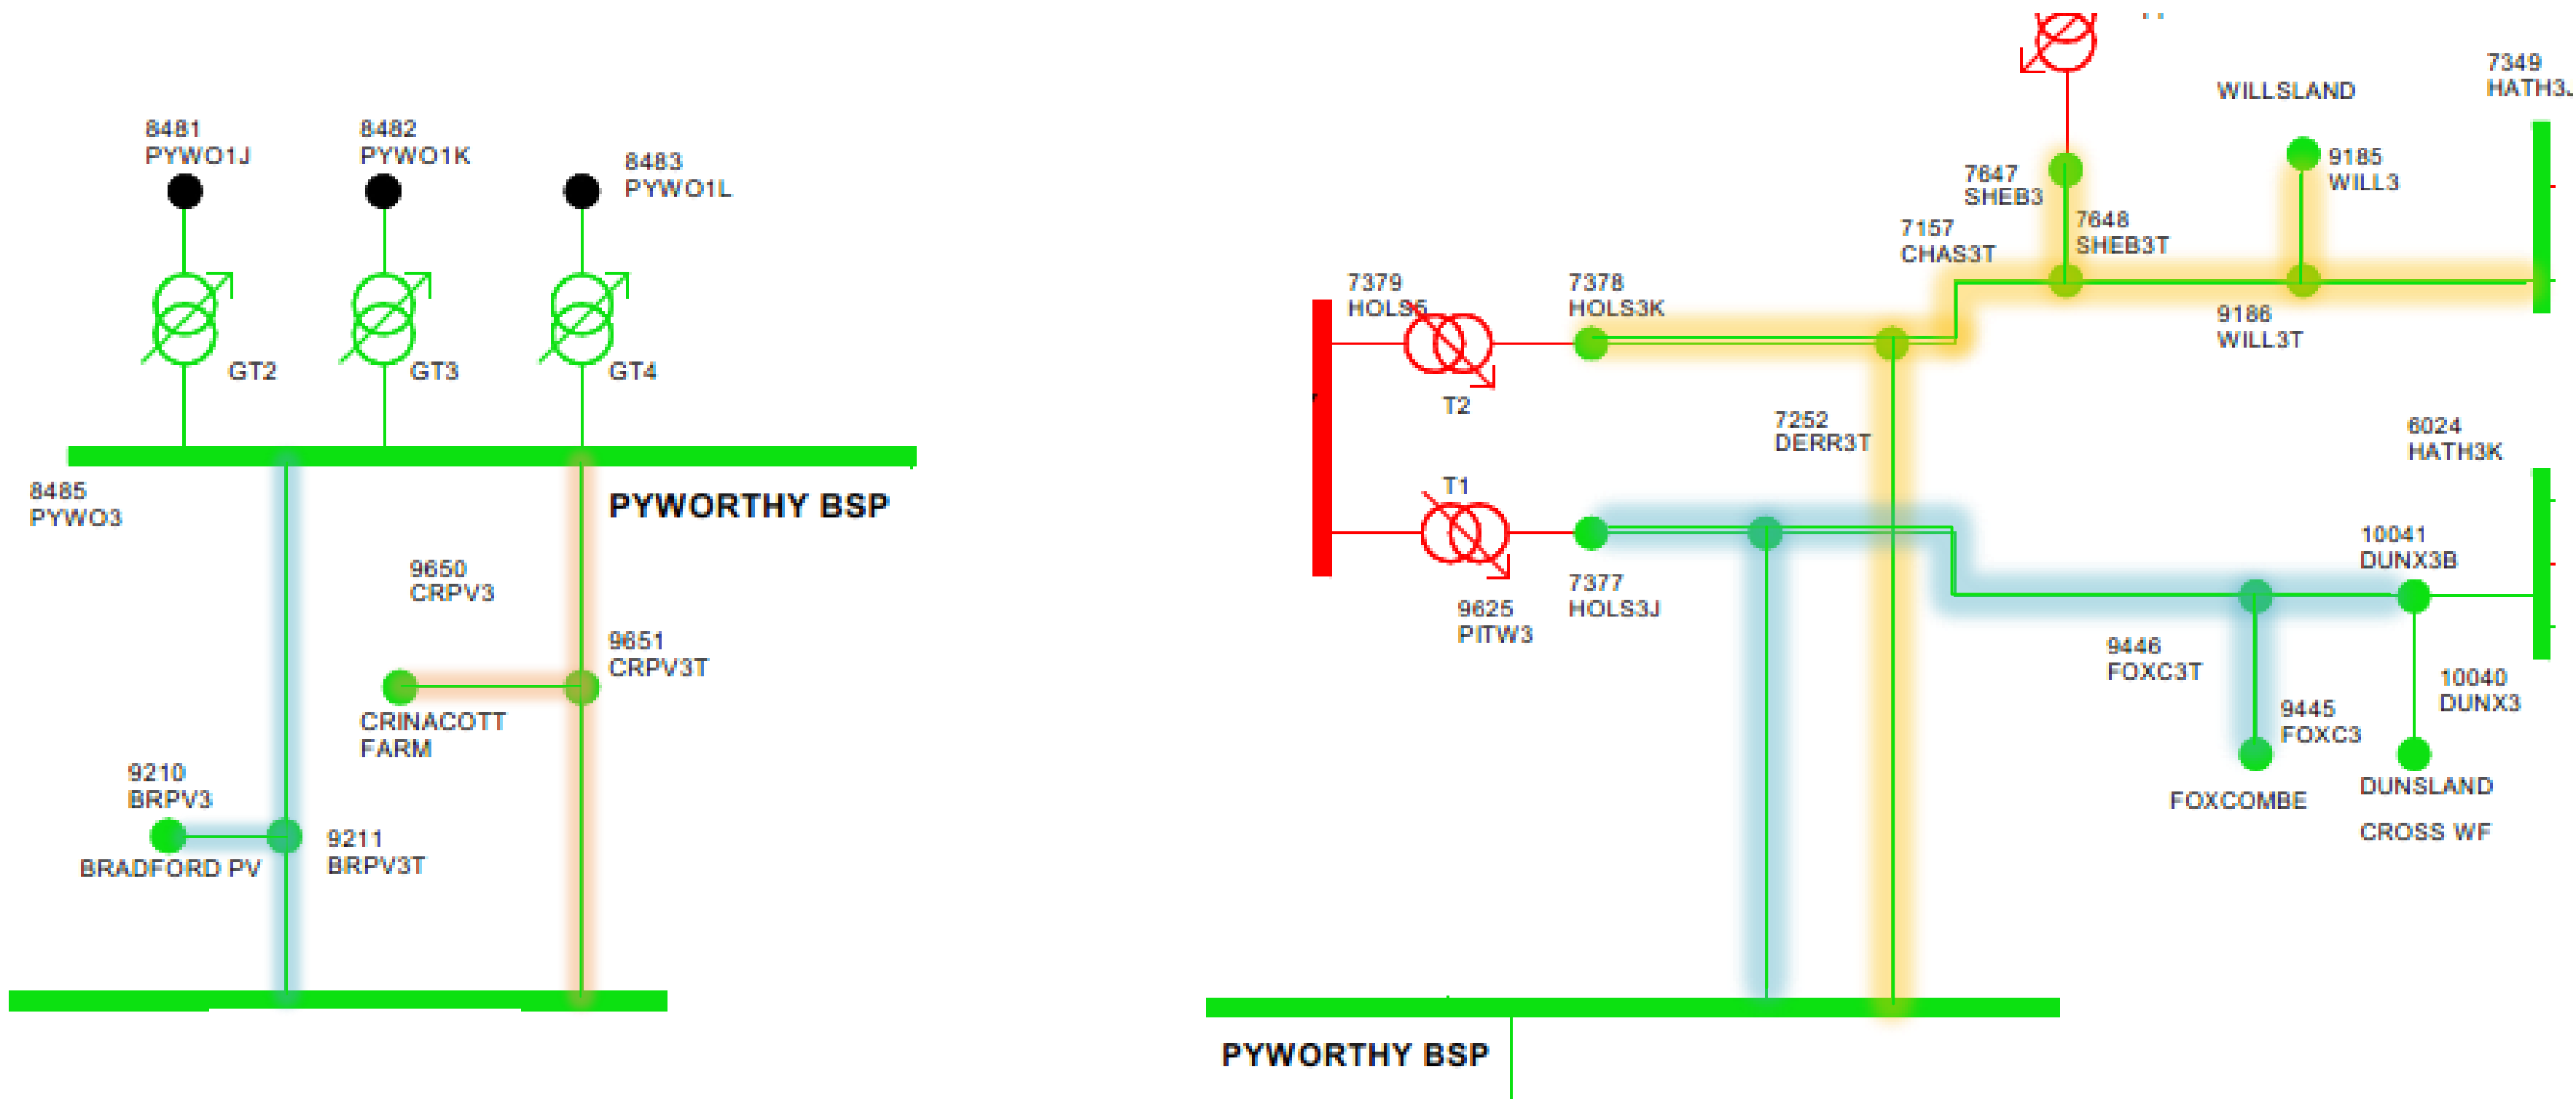 8481
PYWO1J
8482
PYWO1K
8483
PYWO1L
GT2
GT3
GT4
8485
PYWO3
PYWORTHY BSP
9650
CRPV3
9651
CRPV3T
CRINACOTT
FARM
9210
BRPV3
9211
BRPV3T
BRADFORD PV
7349
HATH3J
WILLSLAND
9185
WILL3
7647
SHEB3
7648
SHEB3T
7157
CHAS3T
7379
HOLS5
7378
HOLS3K
9186
WILL3T
T2
7252
DERR3T
6024
HATH3K
T1
10041
DUNX3B
7377
HOLS3J
9625
PITW3
9446
FOXC3T
10040
DUNX3
9445
FOXC3
FOXCOMBE
DUNSLAND
CROSS WF
PYWORTHY BSP